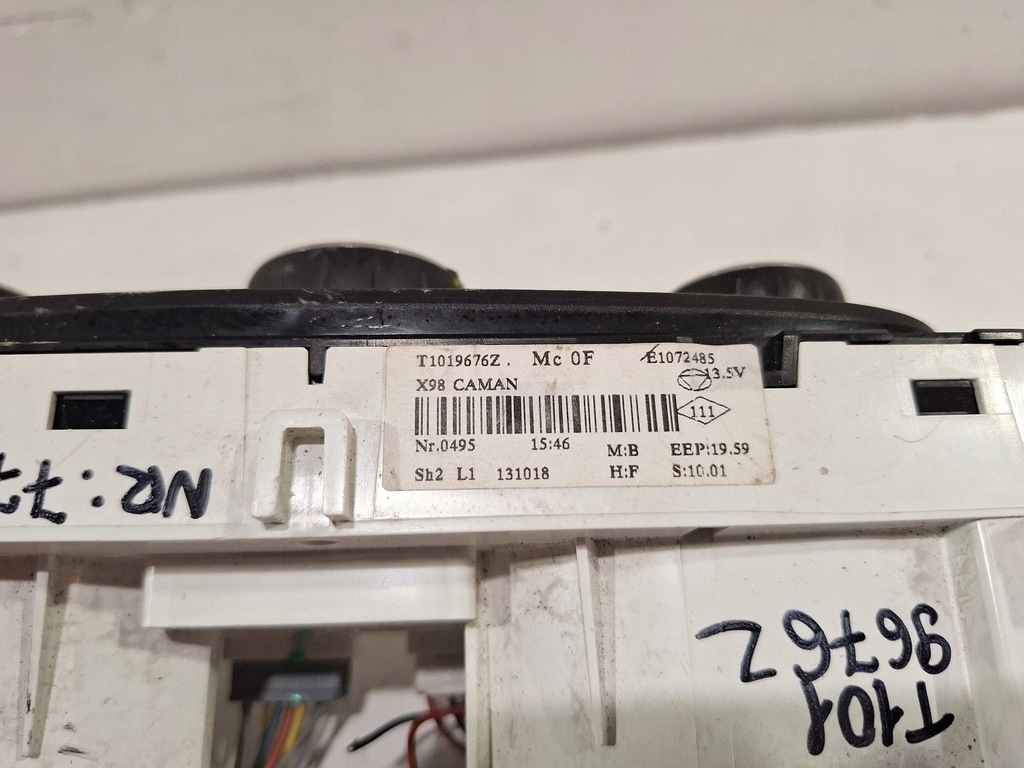 T1019676Z . Mc 0F E1072485
X98 CAMAN 13.5V
111
Nr.0495 15:46 M:B EEP:19.59
Sh2 L1 131018 H:F S:10.01
NR:77
T101
9676Z